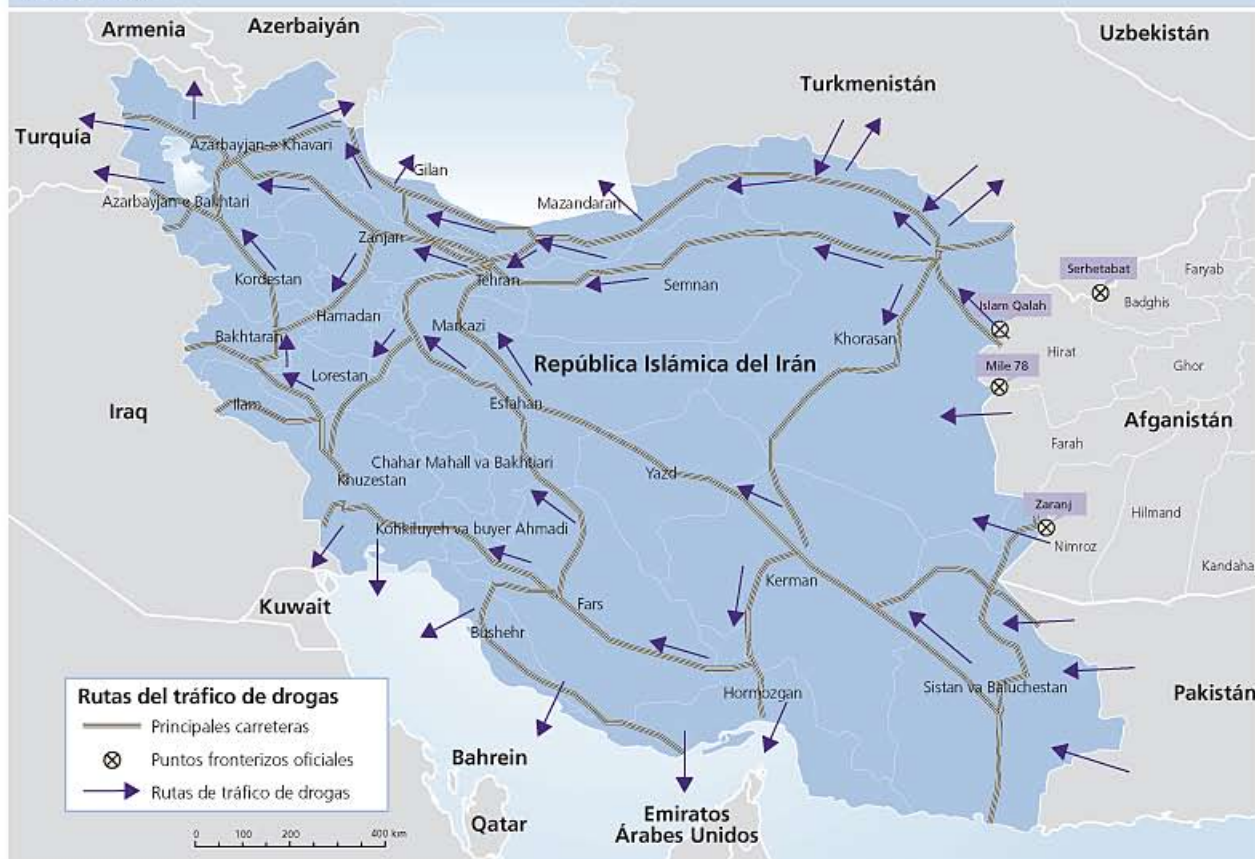 Armenia
Azerbaiyán
Uzbekistán
Turkmenistán
Turquía
Azarbayjan-e Khavari
Gilan
Azarbayjan-e Bakhtari
Mazandaran
Zanjan
Serhetabat
Faryab
Kordestan
Tehran
Semnan
Badghis
Islam Qalah
Hamadan
Markazi
Bakhtaran
Khorasan
Hirat
República Islámica del Irán
Mile 78
Ghor
Lorestan
Iraq
Ilam
Esfahan
Afganistán
Farah
Chahar Mahall va Bakhtiari
Yazd
Khuzestan
Zaranj
Hilmand
Kohkiluyeh va buyer Ahmadi
Nimroz
Kandaha
Kerman
Kuwait
Fars
Bushehr
Hormozgan
Sistan va Baluchestan
Pakistán
Rutas del tráfico de drogas
Principales carreteras
Puntos fronterizos oficiales
Rutas de tráfico de drogas
Bahrein
Qatar
Emiratos
Árabes Unidos
0 100 200 400 km